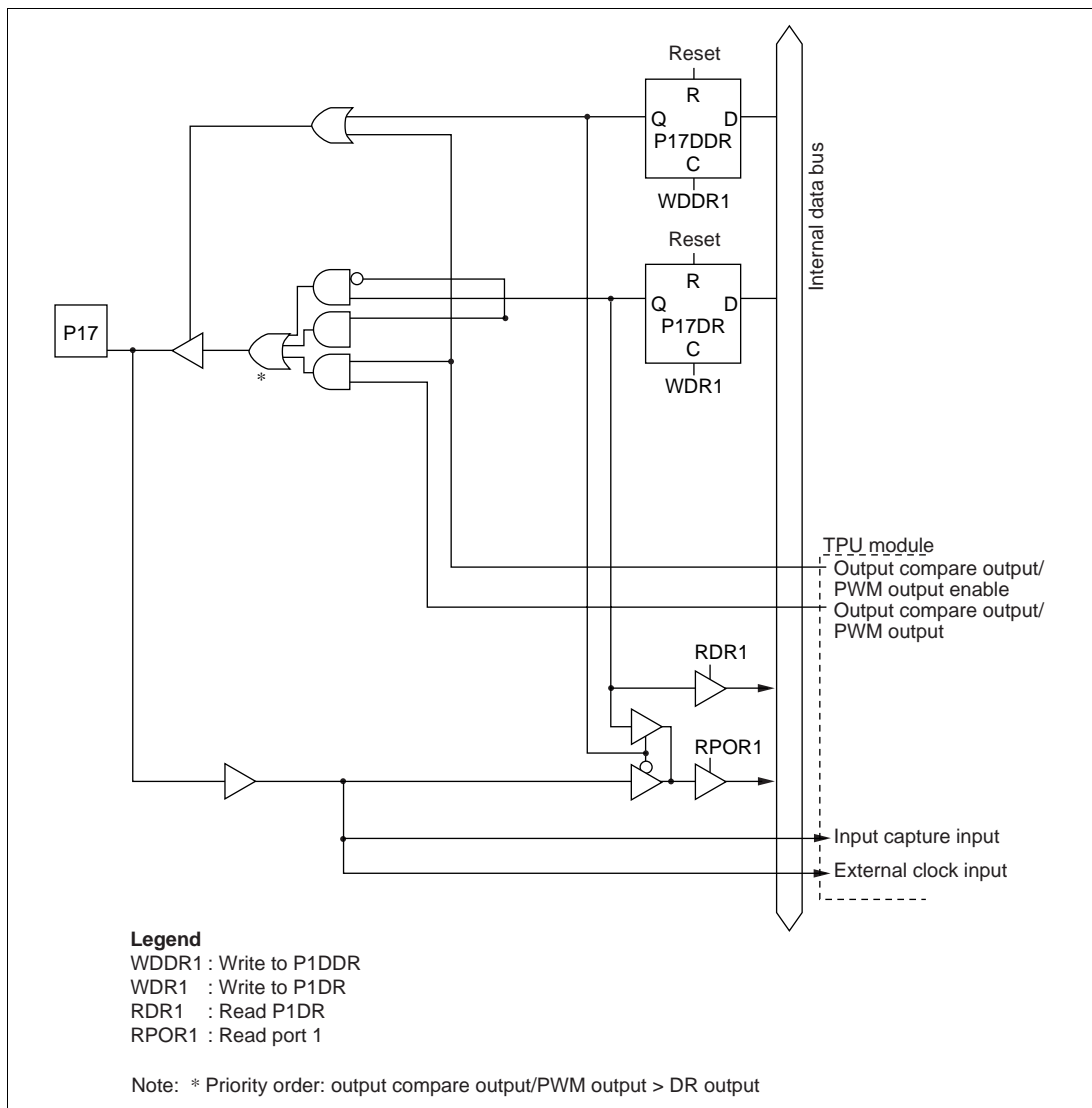 Reset
R
Q D
P17DDR
C
WDDR1
Internal data bus
Reset
R
Q D
P17DR
C
WDR1
P17
*
TPU module
Output compare output/
PWM output enable
Output compare output/
PWM output
RDR1
RPOR1
Input capture input
External clock input
Legend
WDDR1 : Write to P1DDR
WDR1 : Write to P1DR
RDR1 : Read P1DR
RPOR1 : Read port 1
Note: * Priority order: output compare output/PWM output > DR output